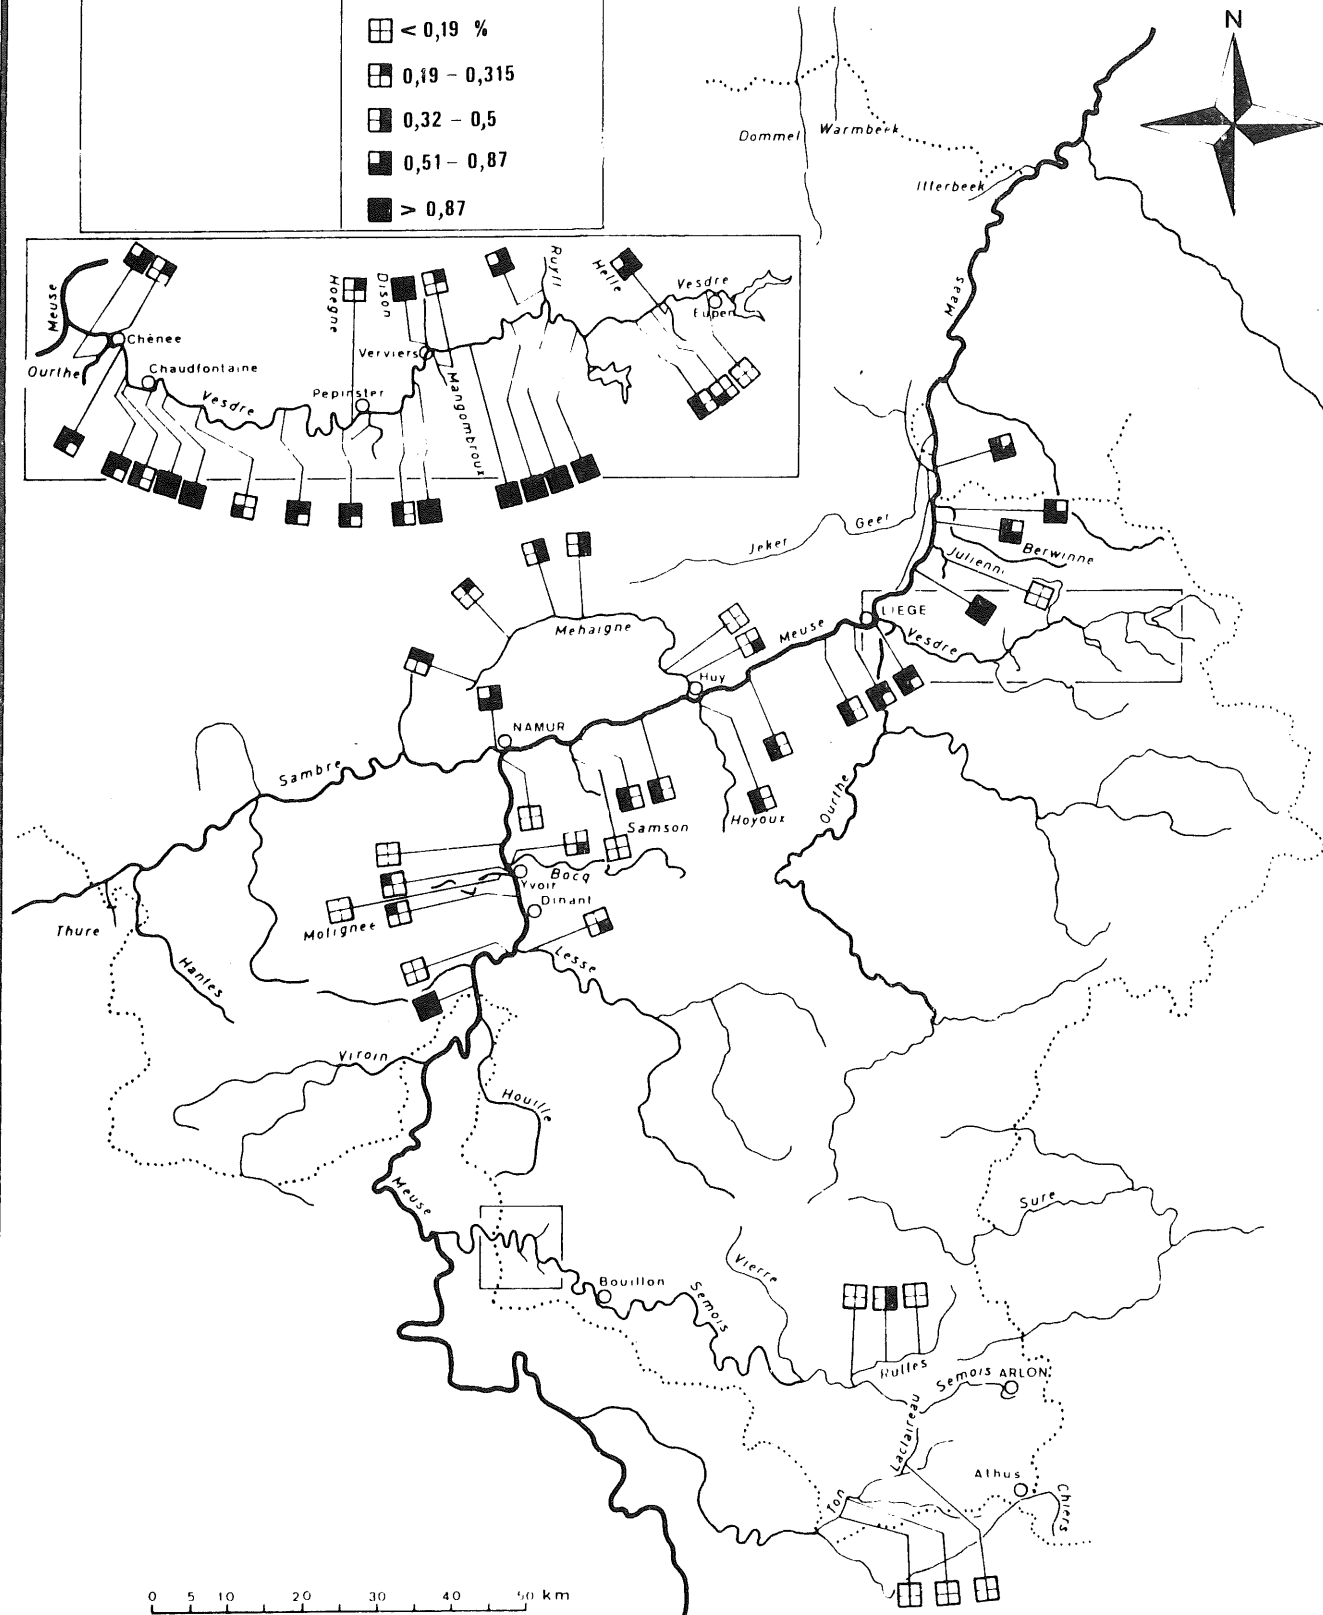 < 0,19 %
0,19 - 0,315
0,32 - 0,5
0,51 - 0,87
> 0,87
N
Dommel
Warmbeek
Itterbeek
Maas
Meuse
Ourthe
Chênee
Chaudfontaine
Vesdre
Hoegne
Pepinster
Dison
Verviers
Mangombroux
Ruyff
Helle
Vesdre
Eupen
Geer
Jeker
Berwinne
Julienn
LIEGE
Vesdre
Mehaigne
Meuse
Huy
NAMUR
Sambre
Samson
Hoyoux
Ourthe
Bocq
Yvoir
Dinant
Molignee
Thure
Hantes
Lesse
Viroin
Houille
Meuse
Sure
Vierre
Bouillon
Semois
Rulles
Semois
ARLON
Laclaireau
Ton
Athus
Chiers
0 5 10 20 30 40 50 km